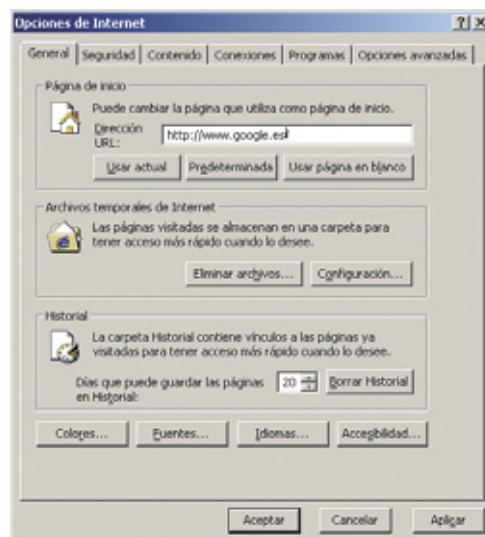 Opciones de Internet
General Seguridad Contenido Conexiones Programas Opciones avanzadas
Página de inicio
Puede cambiar la página que utiliza como página de inicio.
Dirección URL: http://www.google.es
Usar actual Predeterminada Usar página en blanco
Archivos temporales de Internet
Las páginas visitadas se almacenan en una carpeta para
tener acceso más rápido cuando lo desee.
Eliminar archivos... Configuración...
Historial
La carpeta Historial contiene vínculos a las páginas ya
visitadas para tener acceso más rápido cuando lo desee.
Días que puede guardar las páginas
en Historial: 20 Borrar Historial
Colores... Fuentes... Idiomas... Accesibilidad...
Aceptar Cancelar Aplicar